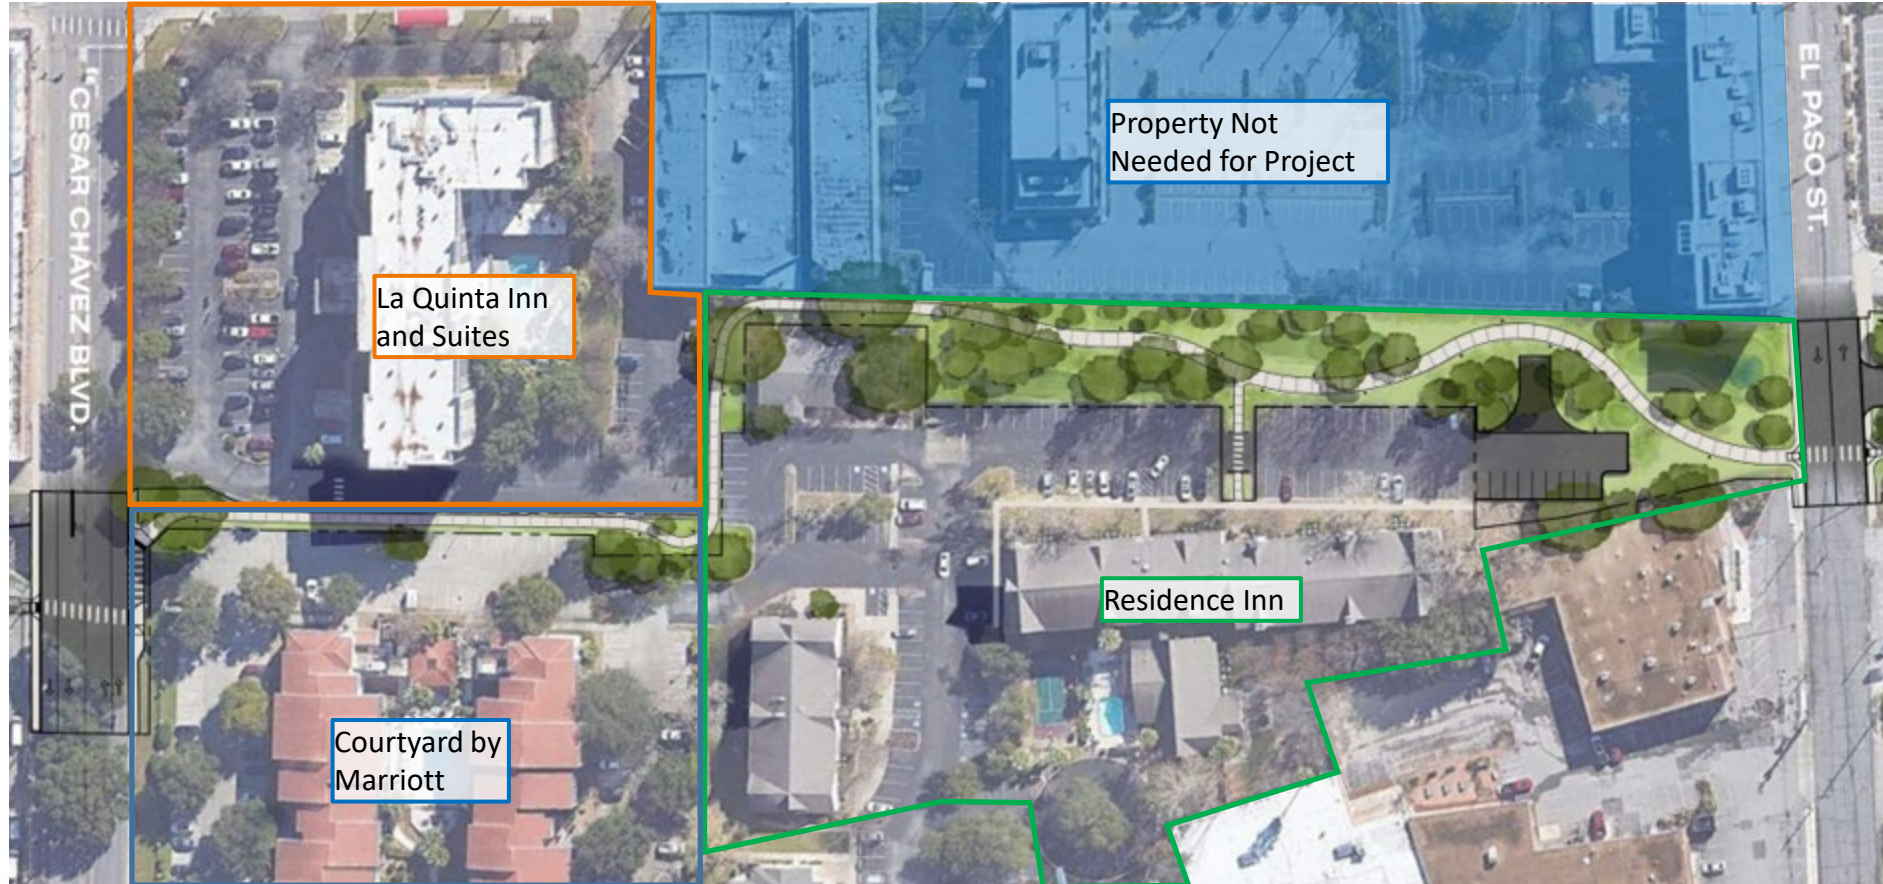 CESAR CHÁVEZ BLVD.
EL PASO ST.
Property Not
Needed for Project
La Quinta Inn
and Suites
Residence Inn
Courtyard by
Marriott